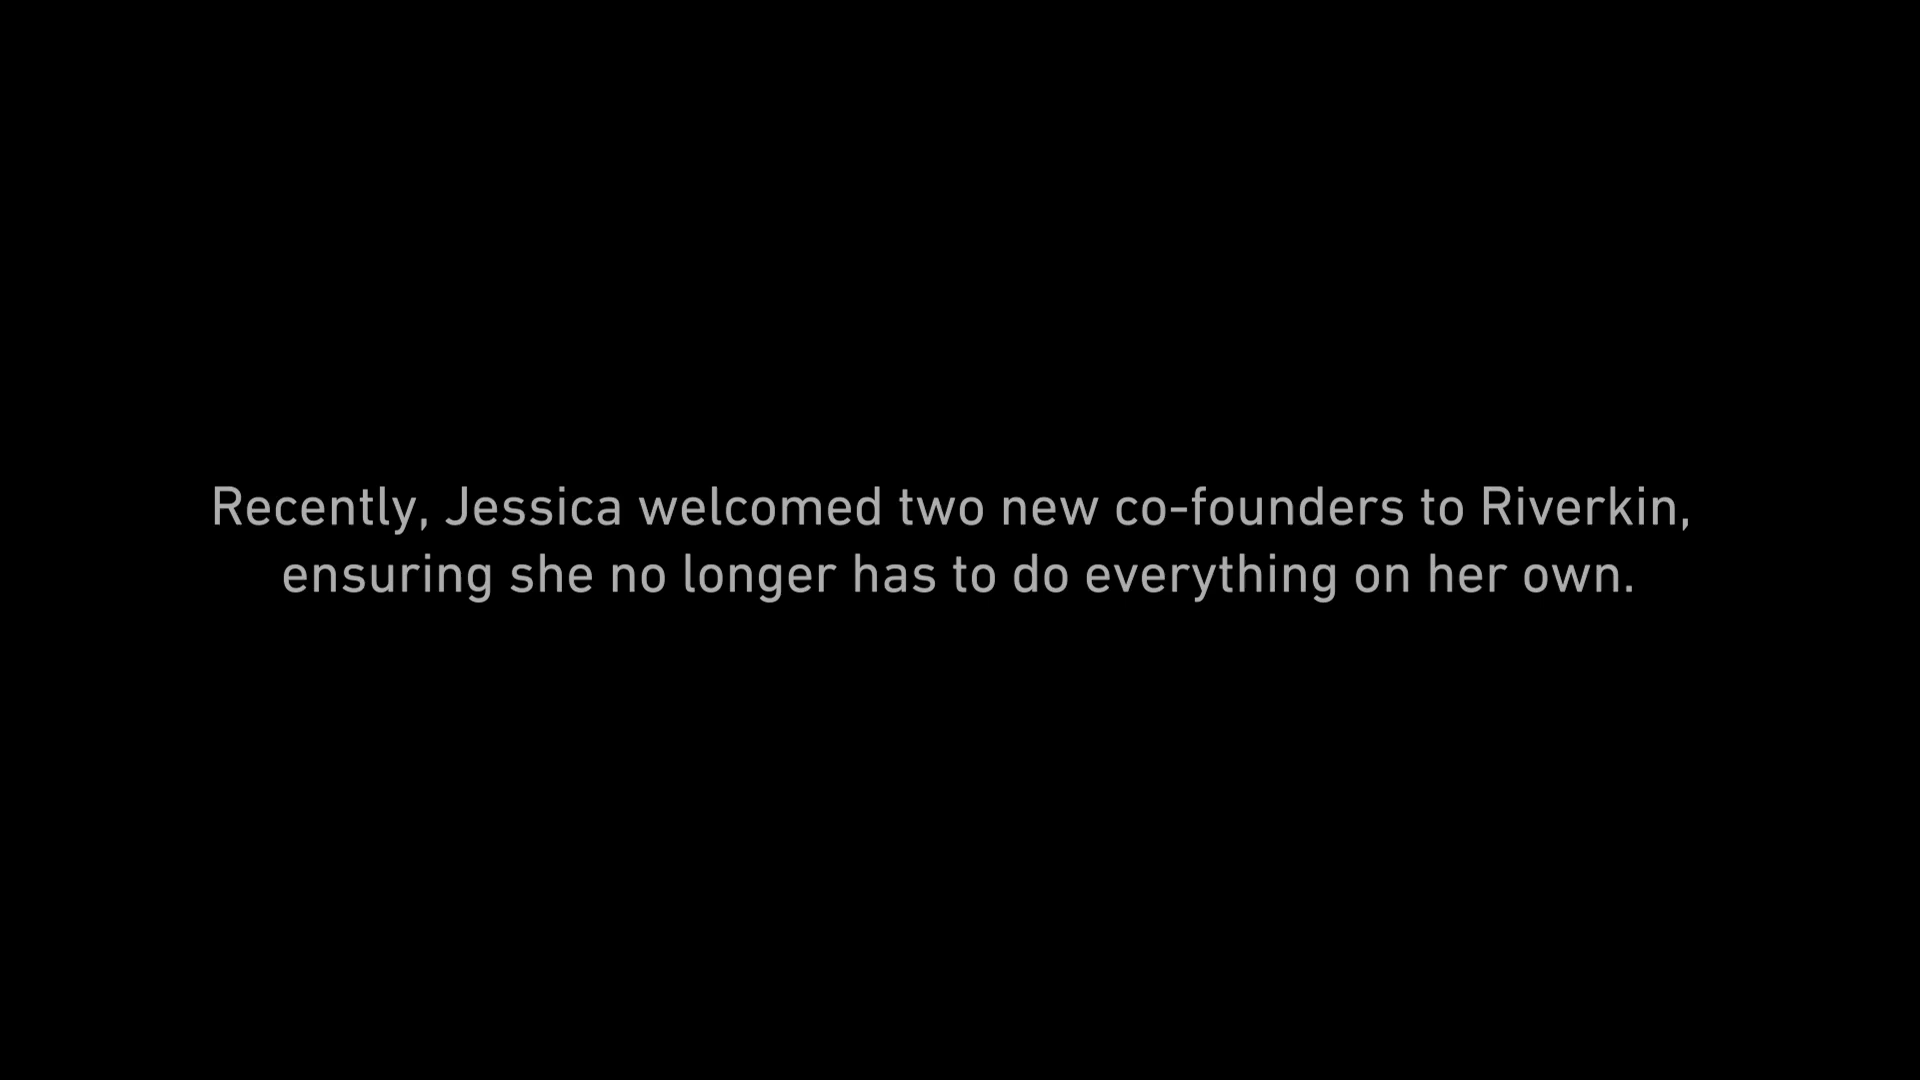 Recently, Jessica welcomed two new co-founders to Riverkin,
ensuring she no longer has to do everything on her own.